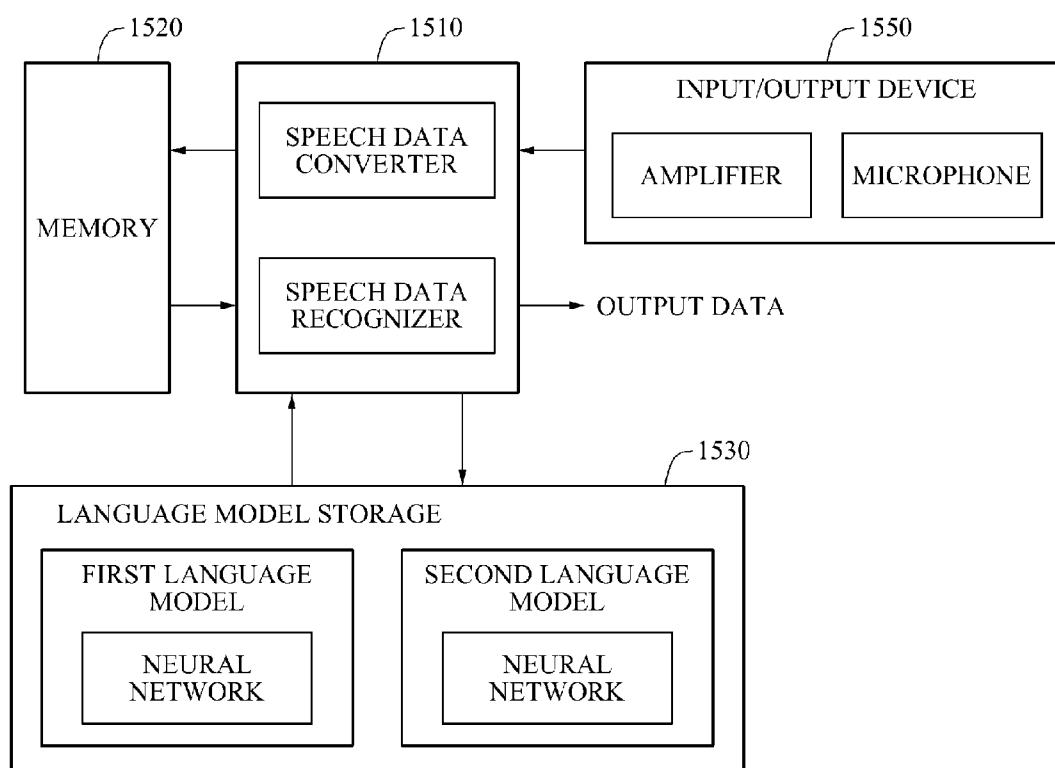 1520
1510
1550
MEMORY
SPEECH DATA
CONVERTER
SPEECH DATA
RECOGNIZER
INPUT/OUTPUT DEVICE
AMPLIFIER
MICROPHONE
OUTPUT DATA
1530
LANGUAGE MODEL STORAGE
FIRST LANGUAGE
MODEL
NEURAL
NETWORK
SECOND LANGUAGE
MODEL
NEURAL
NETWORK